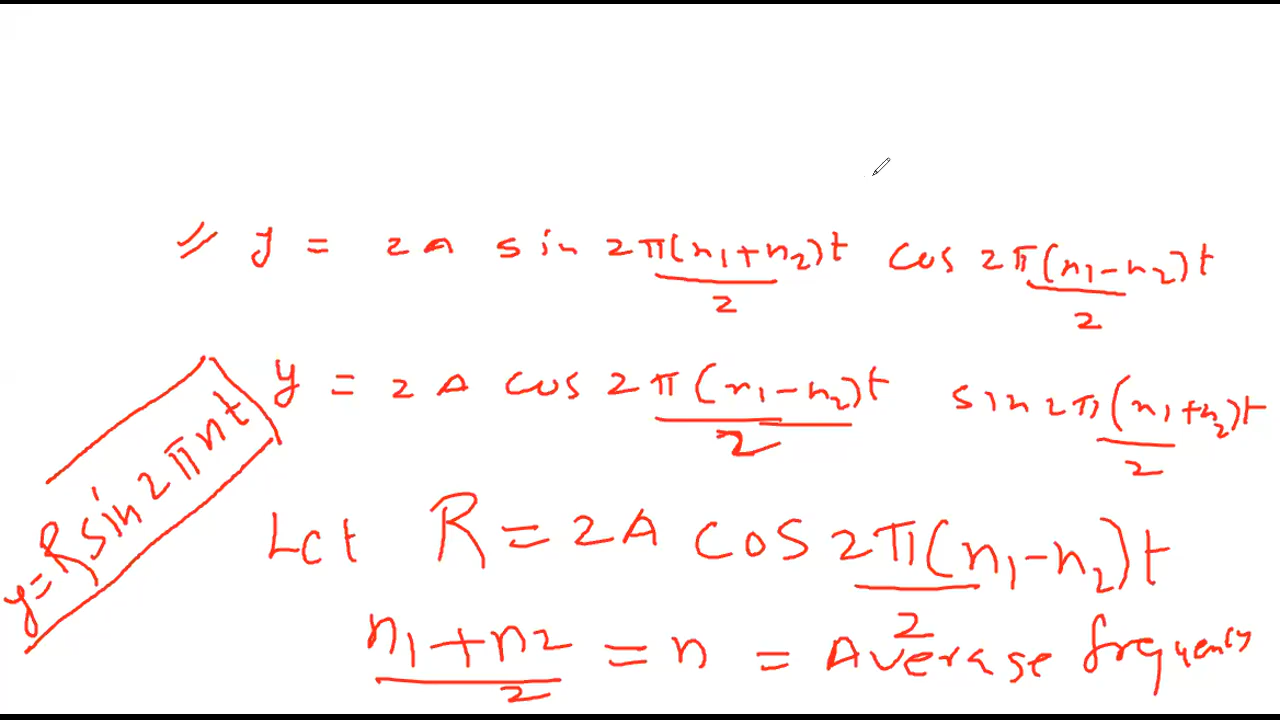 // y = 2A sin 2π(n₁+n₂)t/2 cos 2π(n₁-n₂)t/2
y = 2A cos 2π(n₁-n₂)t/2 sin 2π(n₁+n₂)t/2
y=R sin 2πnt
Let R = 2A cos 2π(n₁-n₂)t/2
n₁+n₂/2 = n = Average frequency